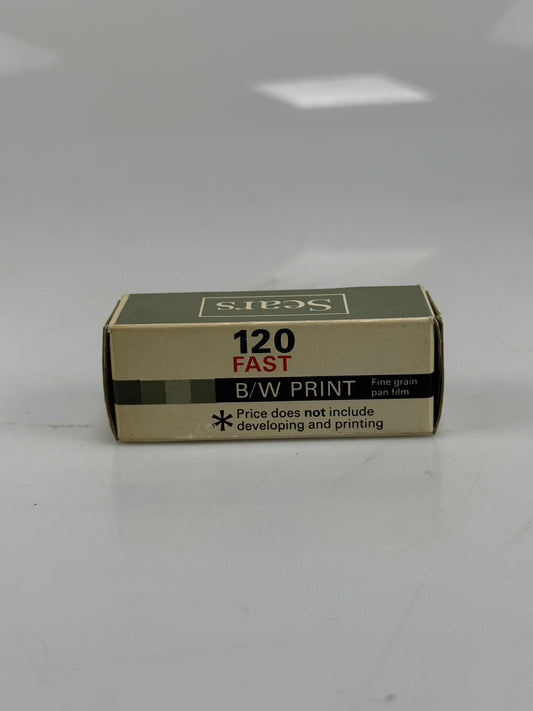 Sears
120
FAST
B/W PRINT Fine grain
pan film
* Price does not include
developing and printing